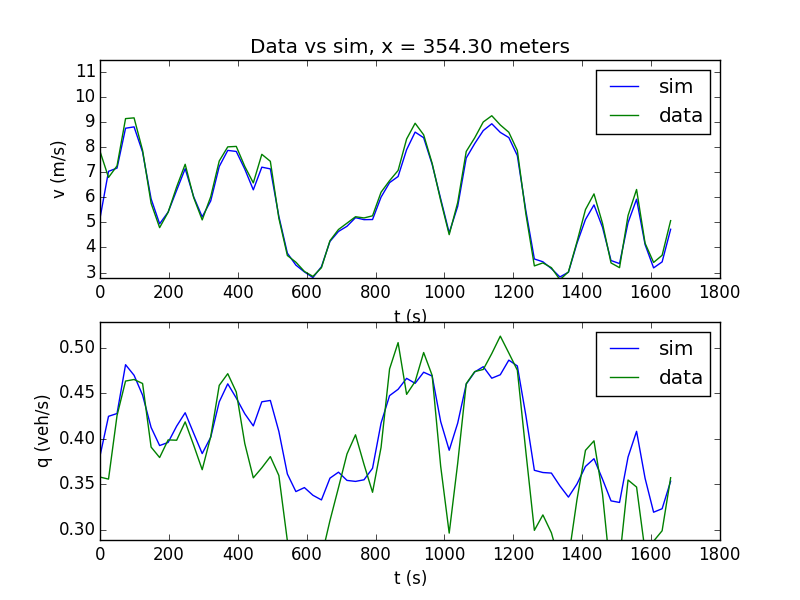 Data vs sim, x = 354.30 meters
11
10
9
8
7
6
5
4
3
v (m/s)
sim
data
0 200 400 600 800 1000 1200 1400 1600 1800
t (s)
0.50
0.45
0.40
0.35
0.30
q (veh/s)
sim
data
0 200 400 600 800 1000 1200 1400 1600 1800
t (s)